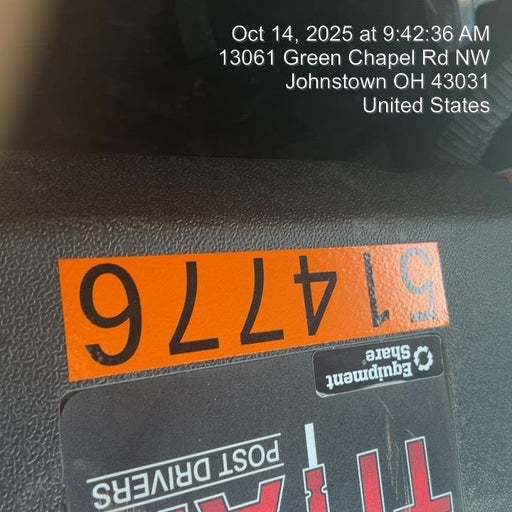 Oct 14, 2025 at 9:42:36 AM
13061 Green Chapel Rd NW
Johnstown OH 43031
United States
POST DRIVERS
Equipment
Share
514776